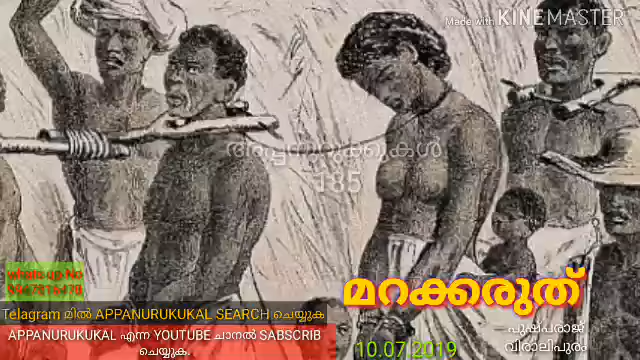 Made with KINEMASTER
അപ്പനുറുക്കുകൾ
185
whats up No
മറക്കരുത്
Telagram മിൽ APPANURUKUKAL SEARCH ചെയ്യുക
APPANURUKUKAL എന്ന YOUTUBE ചാനൽ SABSCRIB
ചെയ്യുക.
പുഷ്പരാജ്
വിരാലിപുരം
10.07.2019